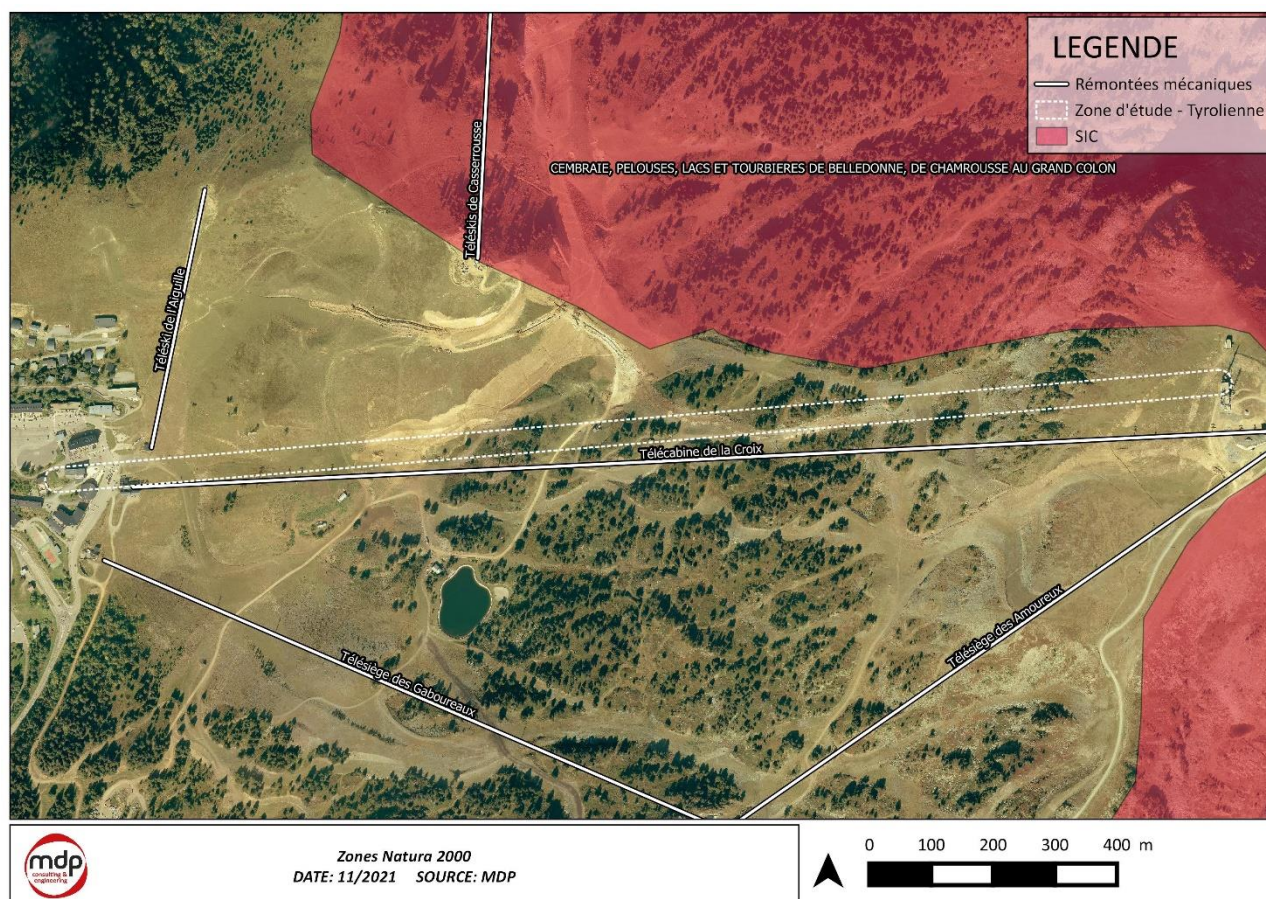 LEGENDE
Rémontées mécaniques
Zone d'étude - Tyrolienne
SIC
CEMBRAIE, PELOUSES, LACS ET TOURBIERES DE BELLEDONNE, DE CHAMROUSSE AU GRAND COLON
Téléskis de Casserrousse
Téléski de l'Aiguille
Télécabine de la Croix
Télésiège des Amoureux
Télésiège des Gaboureaux
mdp
consulting &
engineering
Zones Natura 2000
DATE: 11/2021 SOURCE: MDP
0 100 200 300 400 m